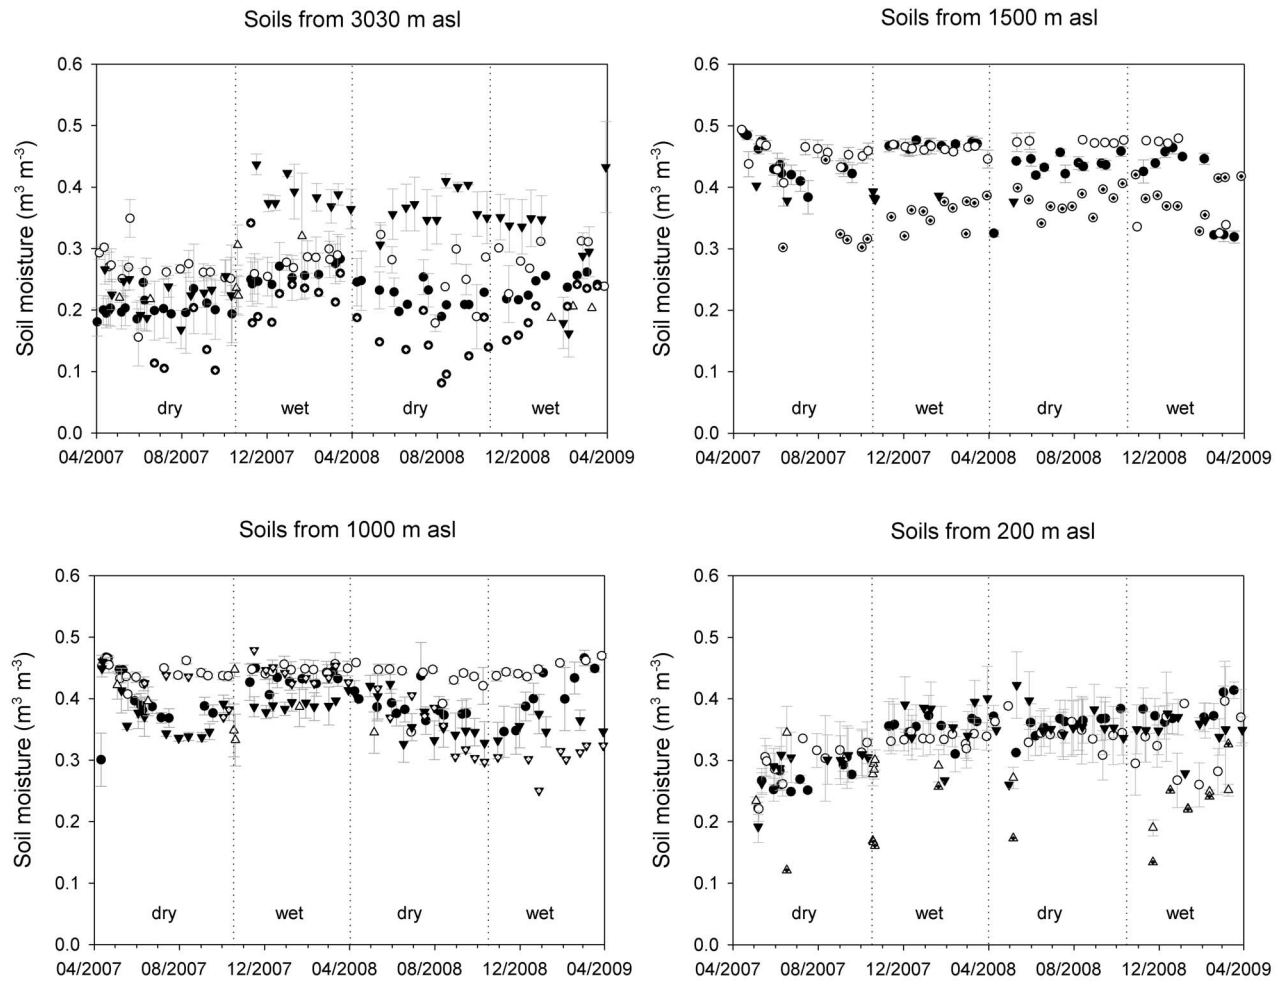 Soils from 3030 m asl
0.6
0.5
0.4
0.3
0.2
0.1
0.0
Soil moisture (m³ m⁻³)
dry
wet
dry
wet
04/2007
08/2007
12/2007
04/2008
08/2008
12/2008
04/2009
Soils from 1500 m asl
0.6
0.5
0.4
0.3
0.2
0.1
0.0
Soil moisture (m³ m⁻³)
dry
wet
dry
wet
04/2007
08/2007
12/2007
04/2008
08/2008
12/2008
04/2009
Soils from 1000 m asl
0.6
0.5
0.4
0.3
0.2
0.1
0.0
Soil moisture (m³ m⁻³)
dry
wet
dry
wet
04/2007
08/2007
12/2007
04/2008
08/2008
12/2008
04/2009
Soils from 200 m asl
0.6
0.5
0.4
0.3
0.2
0.1
0.0
Soil moisture (m³ m⁻³)
dry
wet
dry
wet
04/2007
08/2007
12/2007
04/2008
08/2008
12/2008
04/2009